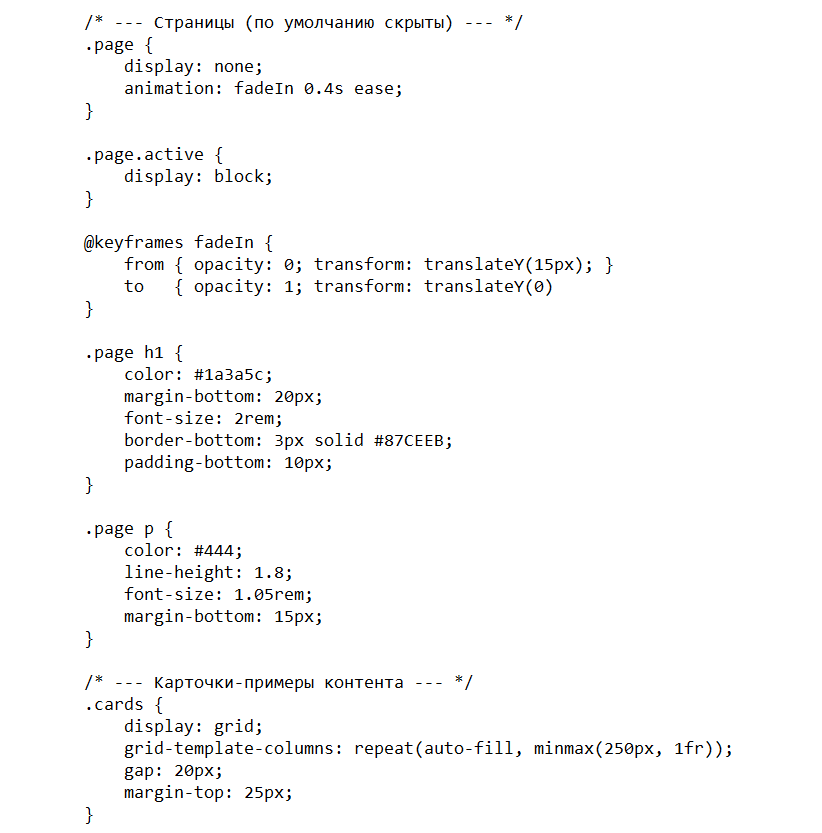 /* --- Страницы (по умолчанию скрыты) --- */
.page {
    display: none;
    animation: fadeIn 0.4s ease;
}

.page.active {
    display: block;
}

@keyframes fadeIn {
    from { opacity: 0; transform: translateY(15px); }
    to   { opacity: 1; transform: translateY(0)
}

.page h1 {
    color: #1a3a5c;
    margin-bottom: 20px;
    font-size: 2rem;
    border-bottom: 3px solid #87CEEB;
    padding-bottom: 10px;
}

.page p {
    color: #444;
    line-height: 1.8;
    font-size: 1.05rem;
    margin-bottom: 15px;
}

/* --- Карточки-примеры контента --- */
.cards {
    display: grid;
    grid-template-columns: repeat(auto-fill, minmax(250px, 1fr));
    gap: 20px;
    margin-top: 25px;
}